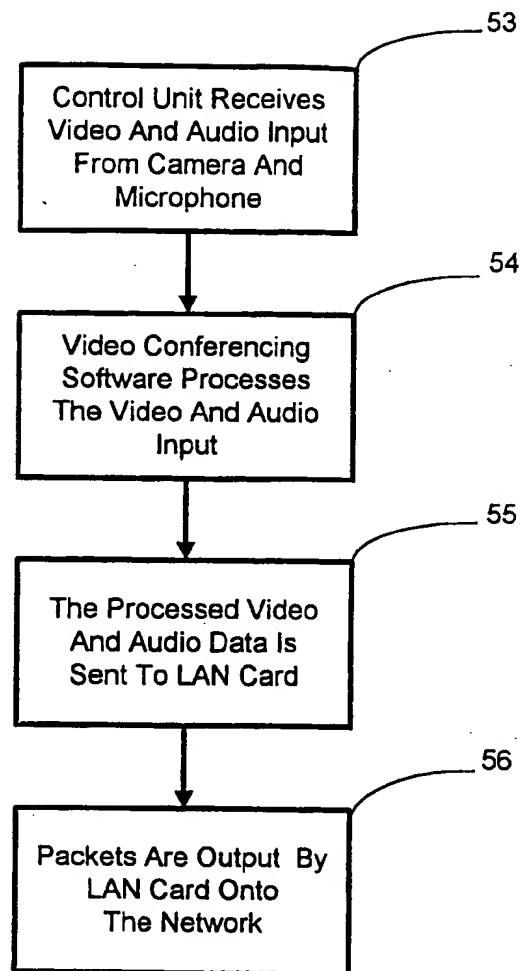 53
Control Unit Receives
Video And Audio Input
From Camera And
Microphone
54
Video Conferencing
Software Processes
The Video And Audio
Input
55
The Processed Video
And Audio Data Is
Sent To LAN Card
56
Packets Are Output By
LAN Card Onto
The Network